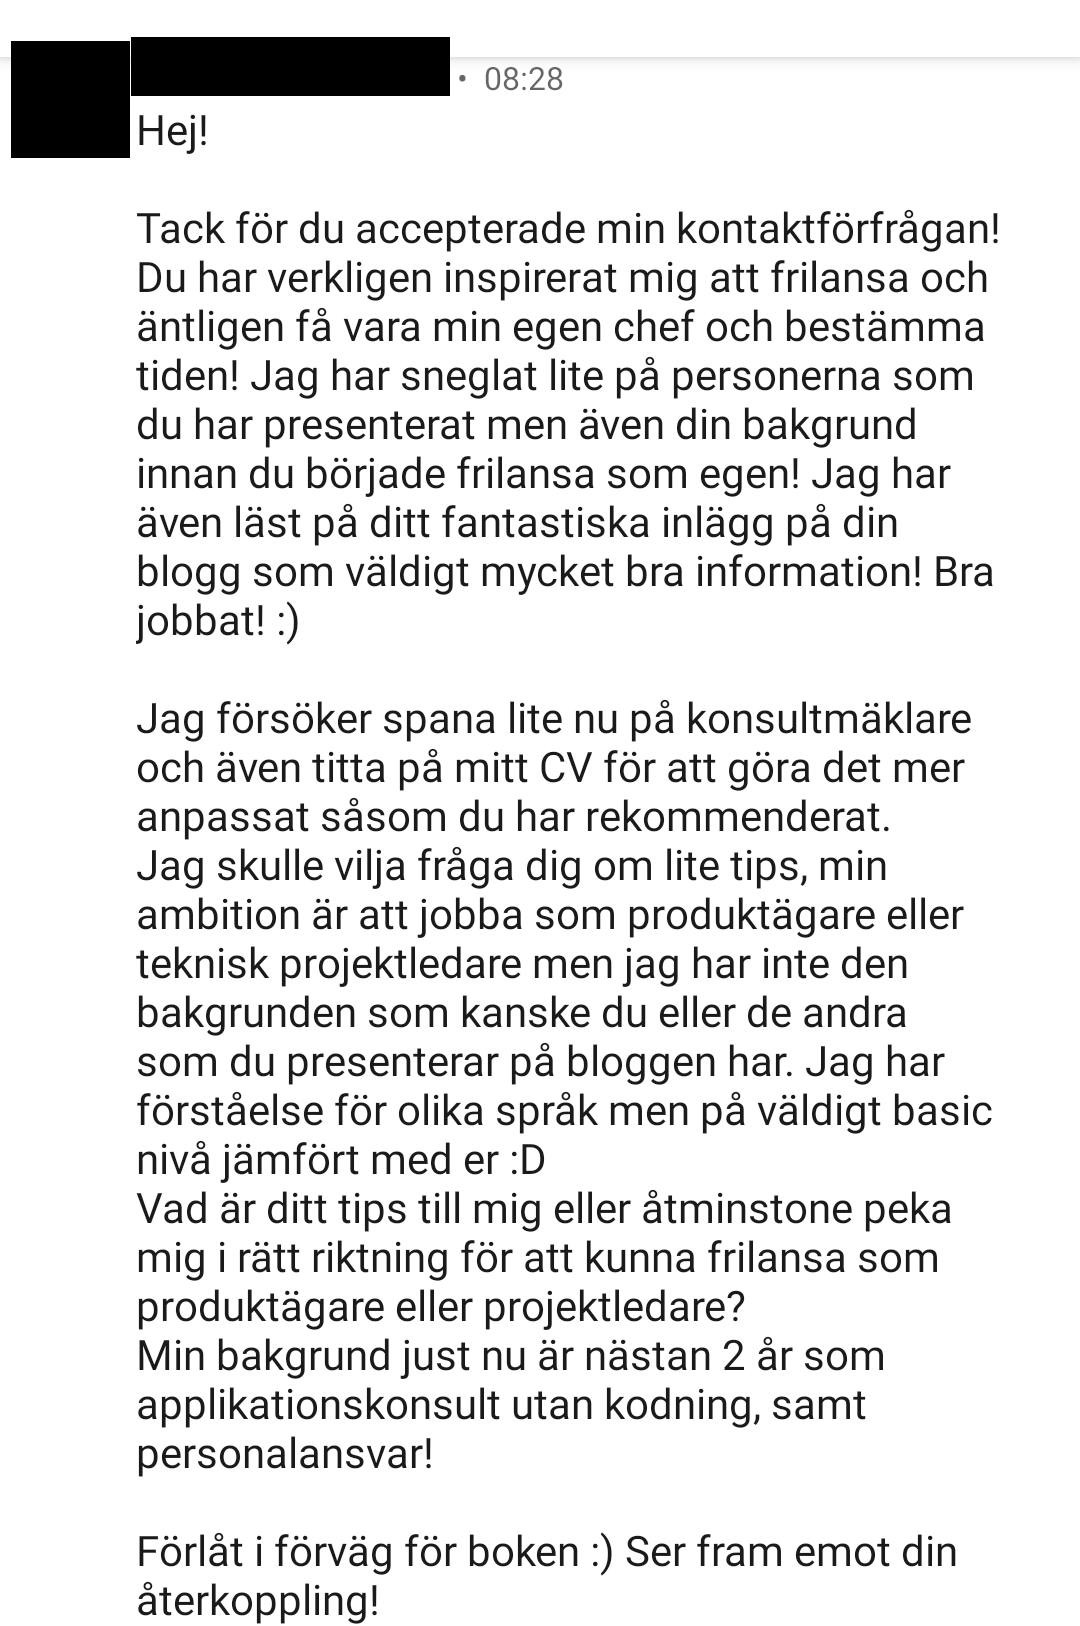 • 08:28
Hej!
Tack för du accepterade min kontaktförfrågan!
Du har verkligen inspirerat mig att frilansa och
äntligen få vara min egen chef och bestämma
tiden! Jag har sneglat lite på personerna som
du har presenterat men även din bakgrund
innan du började frilansa som egen! Jag har
även läst på ditt fantastiska inlägg på din
blogg som väldigt mycket bra information! Bra
jobbat! :)
Jag försöker spana lite nu på konsultmäklare
och även titta på mitt CV för att göra det mer
anpassat såsom du har rekommenderat.
Jag skulle vilja fråga dig om lite tips, min
ambition är att jobba som produktägare eller
teknisk projektledare men jag har inte den
bakgrunden som kanske du eller de andra
som du presenterar på bloggen har. Jag har
förståelse för olika språk men på väldigt basic
nivå jämfört med er :D
Vad är ditt tips till mig eller åtminstone peka
mig i rätt riktning för att kunna frilansa som
produktägare eller projektledare?
Min bakgrund just nu är nästan 2 år som
applikationskonsult utan kodning, samt
personalansvar!
Förlåt i förväg för boken :) Ser fram emot din
återkoppling!